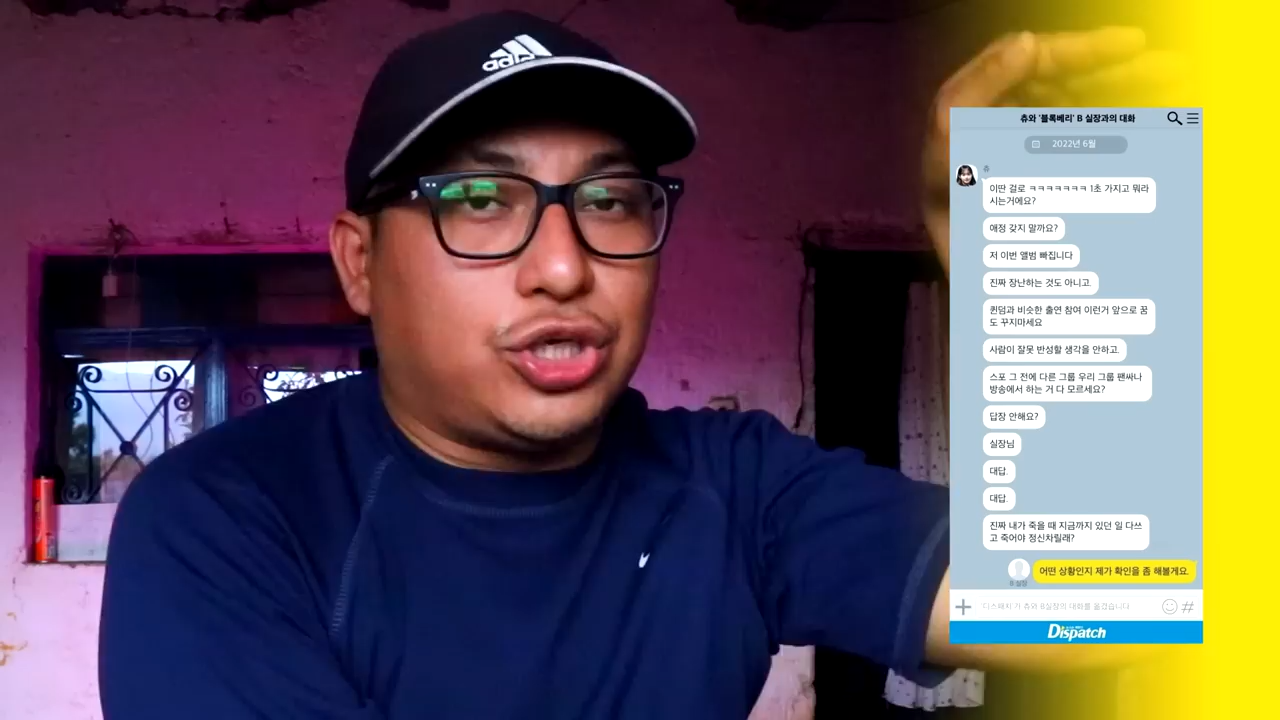 adidas
츄와 '블록베리' B 실장과의 대화
2022년 6월
츄
이딴 걸로 ㅋㅋㅋㅋㅋㅋㅋ 1초 가지고 뭐라
시는거에요?
애정 갖지 말까요?
저 이번 앨범 빠집니다
진짜 장난하는 것도 아니고.
퀸덤과 비슷한 출연 참여 이런거 앞으로 꿈
도 꾸지마세요
사람이 잘못 반성할 생각을 안하고.
스포 그 전에 다른 그룹 우리 그룹 팬싸나
방송에서 하는 거 다 모르세요?
답장 안해요?
실장님
대답.
대답.
진짜 내가 죽을 때 지금까지 있던 일 다쓰
고 죽어야 정신차릴래?
어떤 상황인지 제가 확인을 좀 해볼게요.
B 실장
디스패치 가 츄와 B실장의 대화를 옮겼습니다
Dispatch